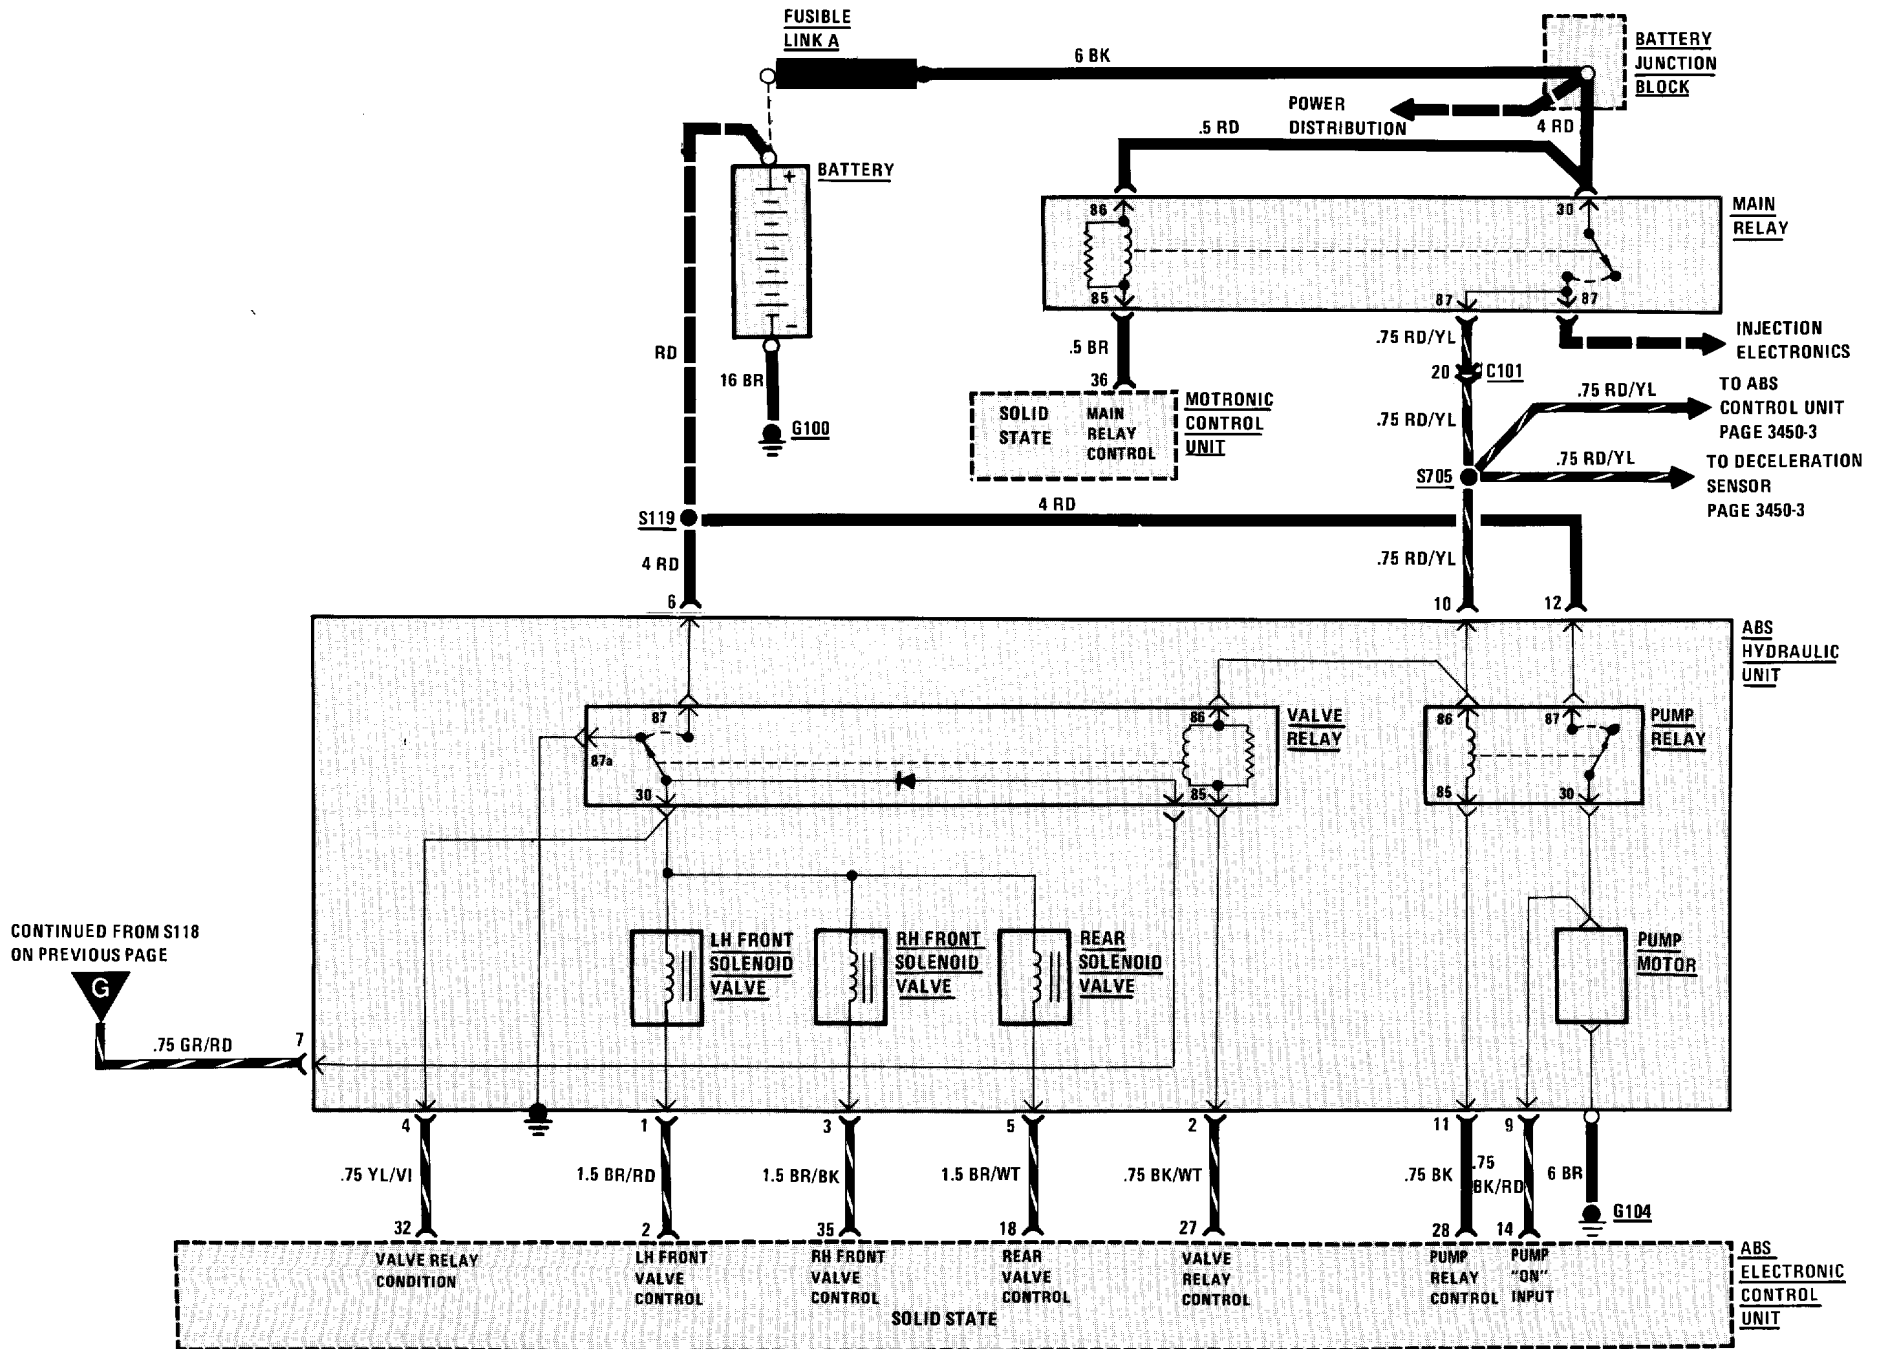 FUSIBLE
LINK A
6 BK
BATTERY
JUNCTION
BLOCK
POWER
DISTRIBUTION
4 RD
.5 RD
BATTERY
+
−
86
30
MAIN
RELAY
85
87
87
RD
16 BR
G100
.5 BR
36
SOLID
STATE
MAIN
RELAY
CONTROL
MOTRONIC
CONTROL
UNIT
.75 RD/YL
INJECTION
ELECTRONICS
20
C101
.75 RD/YL
.75 RD/YL
TO ABS
CONTROL UNIT
PAGE 3450-3
S705
.75 RD/YL
TO DECELERATION
SENSOR
PAGE 3450-3
S119
4 RD
4 RD
.75 RD/YL
6
10
12
ABS
HYDRAULIC
UNIT
87
86
VALVE
RELAY
86
87
PUMP
RELAY
87a
30
85
85
30
CONTINUED FROM S118
ON PREVIOUS PAGE
G
LH FRONT
SOLENOID
VALVE
RH FRONT
SOLENOID
VALVE
REAR
SOLENOID
VALVE
PUMP
MOTOR
.75 GR/RD
7
4
1
3
5
2
11
9
.75 YL/VI
1.5 BR/RD
1.5 BR/BK
1.5 BR/WT
.75 BK/WT
.75 BK
.75
BK/RD
6 BR
G104
32
2
35
18
27
28
14
VALVE RELAY
CONDITION
LH FRONT
VALVE
CONTROL
RH FRONT
VALVE
CONTROL
REAR
VALVE
CONTROL
VALVE
RELAY
CONTROL
PUMP
RELAY
CONTROL
PUMP
"ON"
INPUT
SOLID STATE
ABS
ELECTRONIC
CONTROL
UNIT